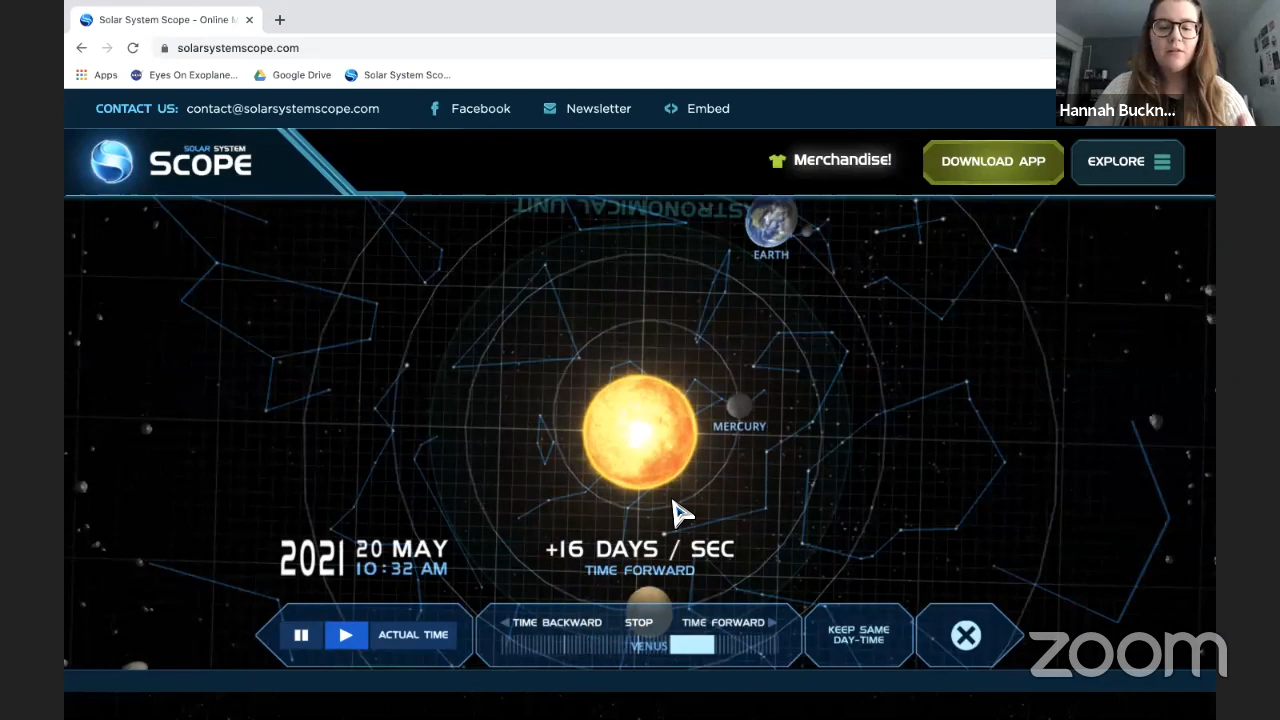 Solar System Scope - Online M
solarsystemscope.com
Apps
Eyes On Exoplane...
Google Drive
Solar System Sco...
CONTACT US: contact@solarsystemscope.com
Facebook
Newsletter
Embed
Hannah Buckn...
SOLAR SYSTEM
SCOPE
Merchandise!
DOWNLOAD APP
EXPLORE
ASTRONOMICAL UNIT
EARTH
MERCURY
2021 20 MAY
10:32 AM
+16 DAYS / SEC
TIME FORWARD
ACTUAL TIME
TIME BACKWARD
STOP
TIME FORWARD
VENUS
KEEP SAME
DAY-TIME
zoom